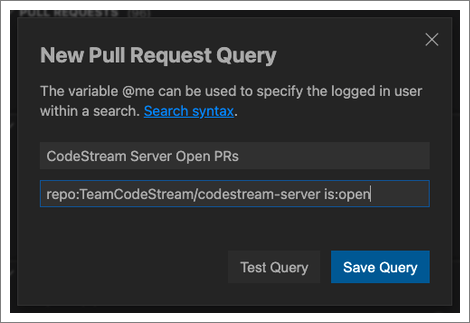 PULL REQUESTS (96)
New Pull Request Query
The variable @me can be used to specify the logged in user
within a search. Search syntax.
CodeStream Server Open PRs
repo:TeamCodeStream/codestream-server is:open
Test Query Save Query